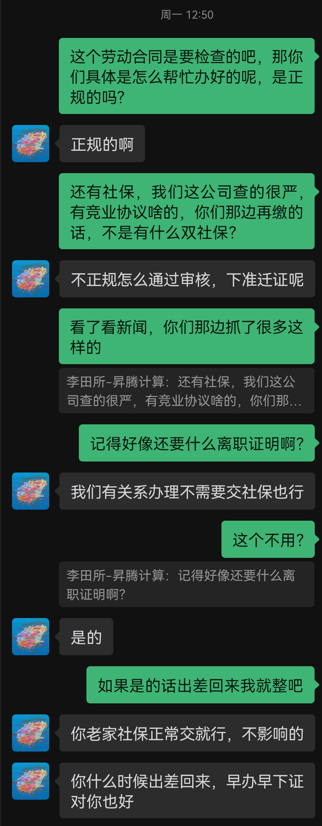 周一 12:50
这个劳动合同是要检查的吧，那你
们具体是怎么帮忙办好的呢，是正
规的吗？
正规的啊
还有社保，我们这公司查的很严，
有竞业协议啥的，你们那边再缴的
话，不是有什么双社保？
不正规怎么通过审核，下准迁证呢
看了看新闻，你们那边抓了很多这
样的
李田所-昇腾计算：还有社保，我们这公
司查的很严，有竞业协议啥的，你们那...
记得好像还要什么离职证明啊？
我们有关系办理不需要交社保也行
这个不用？
李田所-昇腾计算：记得好像还要什么离
职证明啊？
是的
如果是的话出差回来我就整吧
你老家社保正常交就行，不影响的
你什么时候出差回来，早办早下证
对你也好